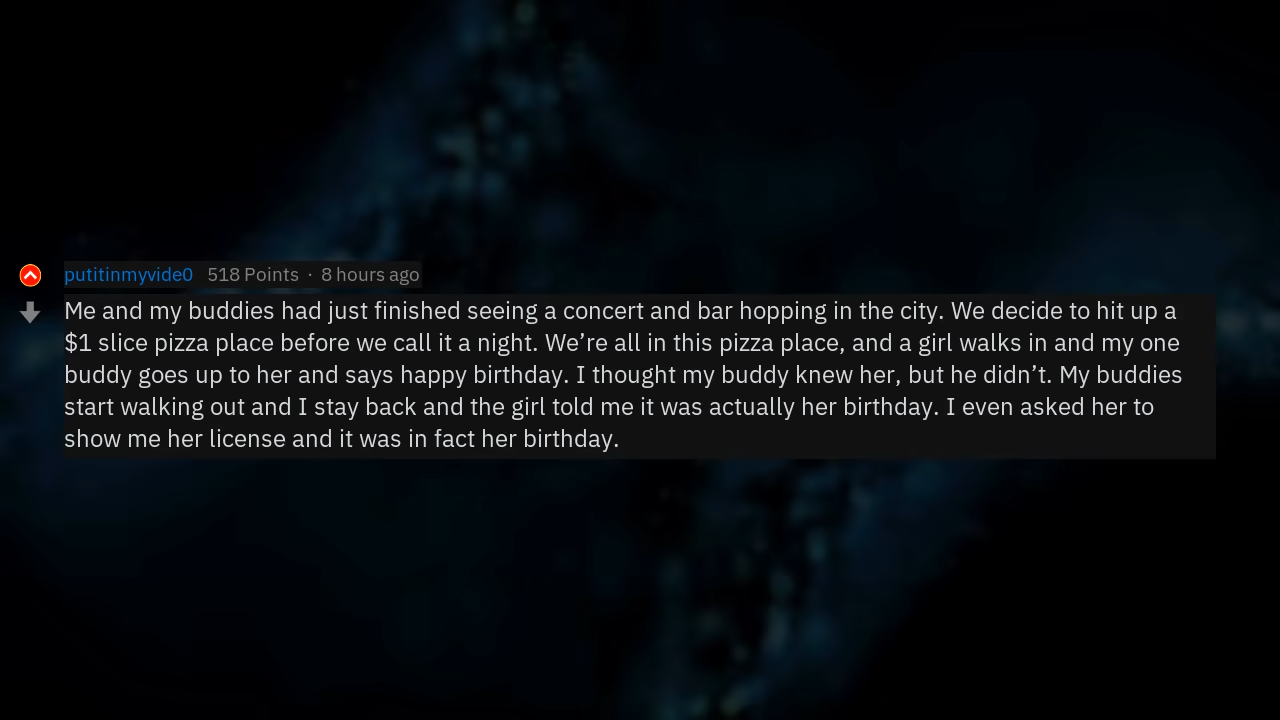 putitinmyvide0 518 Points · 8 hours ago
Me and my buddies had just finished seeing a concert and bar hopping in the city. We decide to hit up a
$1 slice pizza place before we call it a night. We’re all in this pizza place, and a girl walks in and my one
buddy goes up to her and says happy birthday. I thought my buddy knew her, but he didn’t. My buddies
start walking out and I stay back and the girl told me it was actually her birthday. I even asked her to
show me her license and it was in fact her birthday.